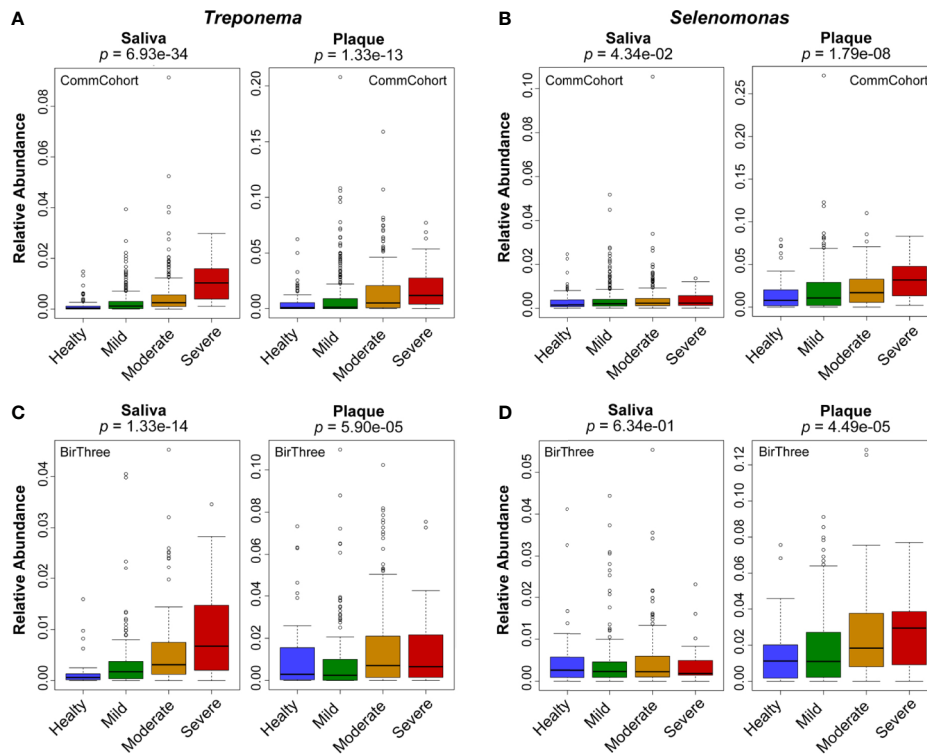 A
Treponema
Saliva
p = 6.93e-34
CommCohort
Relative Abundance
0.00
0.02
0.04
0.06
0.08
Healty
Mild
Moderate
Severe
Plaque
p = 1.33e-13
CommCohort
0.00
0.05
0.10
0.15
0.20
Healty
Mild
Moderate
Severe
B
Selenomonas
Saliva
p = 4.34e-02
CommCohort
Relative Abundance
0.00
0.02
0.04
0.06
0.08
0.10
Healty
Mild
Moderate
Severe
Plaque
p = 1.79e-08
CommCohort
0.00
0.05
0.10
0.15
0.20
0.25
Healty
Mild
Moderate
Severe
C
Saliva
p = 1.33e-14
BirThree
Relative Abundance
0.00
0.01
0.02
0.03
0.04
Healty
Mild
Moderate
Severe
Plaque
p = 5.90e-05
BirThree
0.00
0.02
0.04
0.06
0.08
0.10
Healty
Mild
Moderate
Severe
D
Saliva
p = 6.34e-01
BirThree
Relative Abundance
0.00
0.01
0.02
0.03
0.04
0.05
Healty
Mild
Moderate
Severe
Plaque
p = 4.49e-05
BirThree
0.00
0.02
0.04
0.06
0.08
0.10
0.12
Healty
Mild
Moderate
Severe